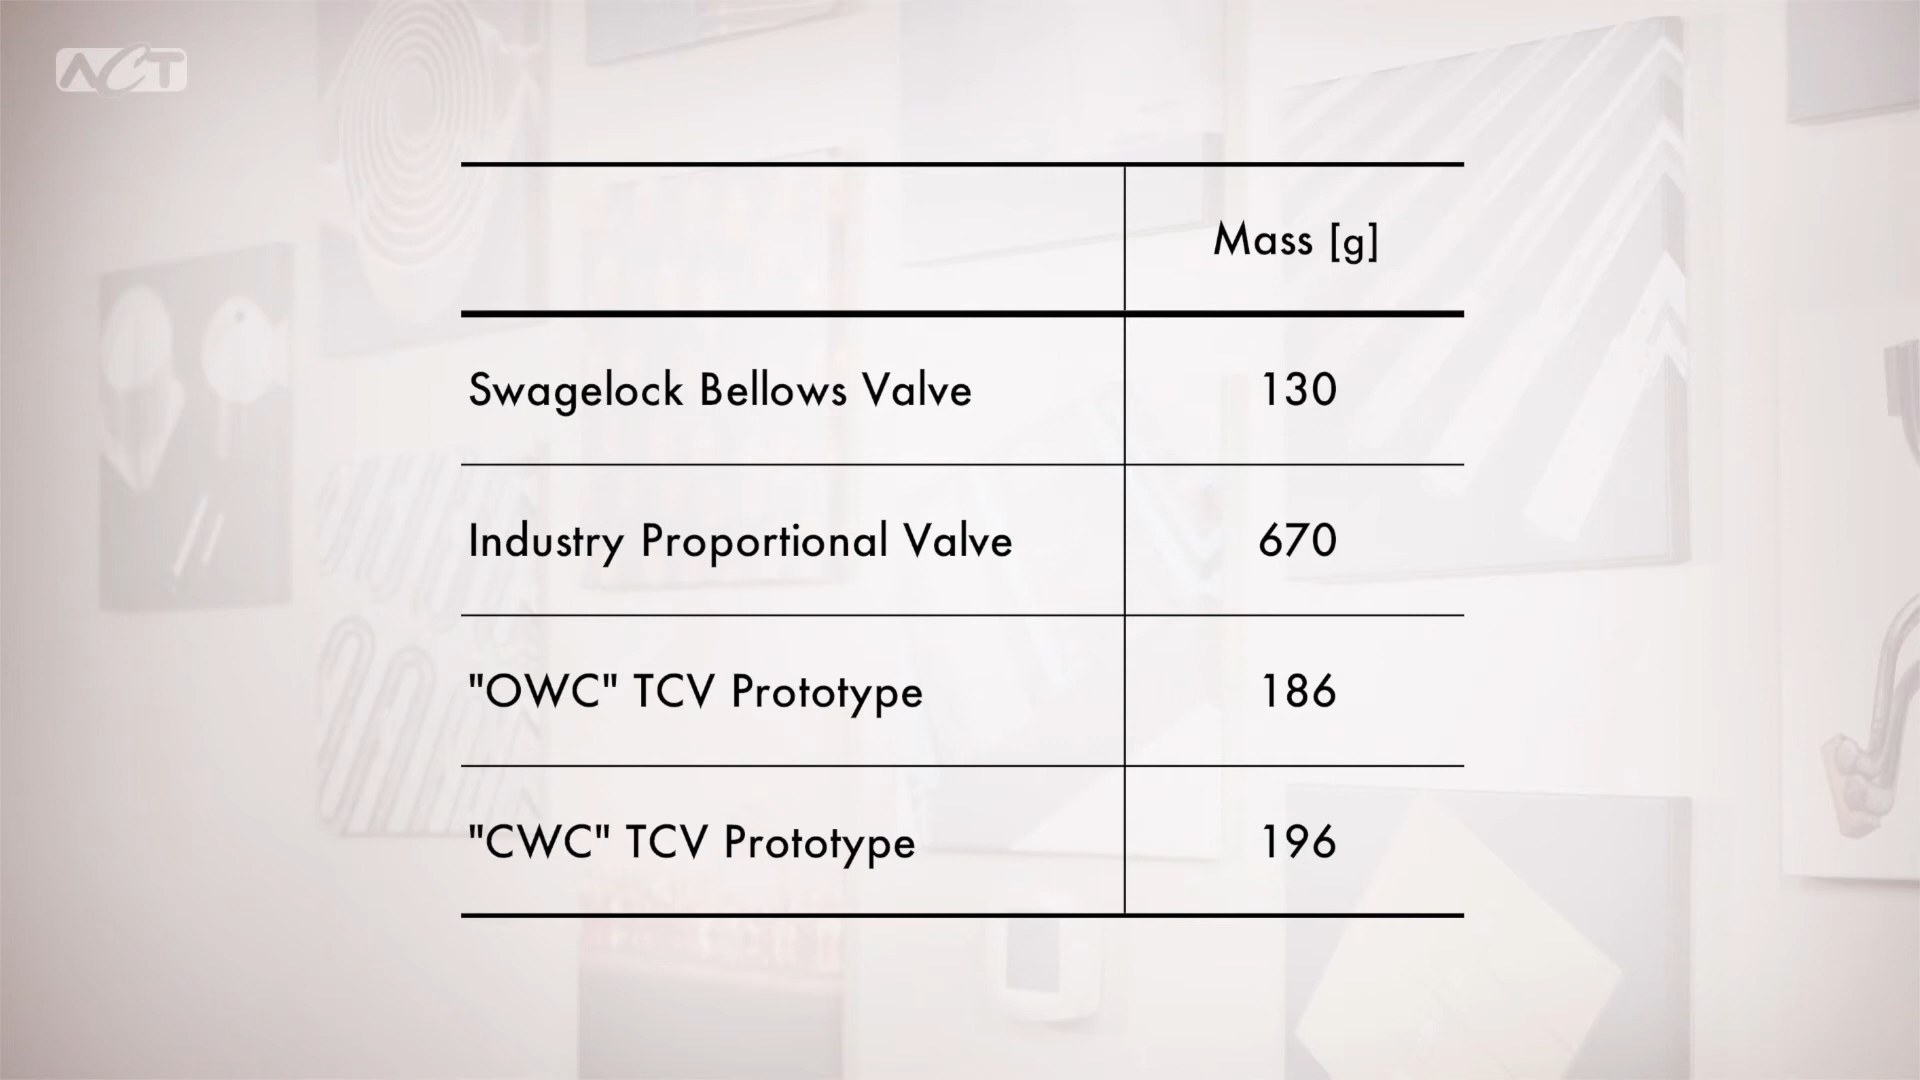 ACT
Mass [g]
Swagelock Bellows Valve 130
Industry Proportional Valve 670
"OWC" TCV Prototype 186
"CWC" TCV Prototype 196